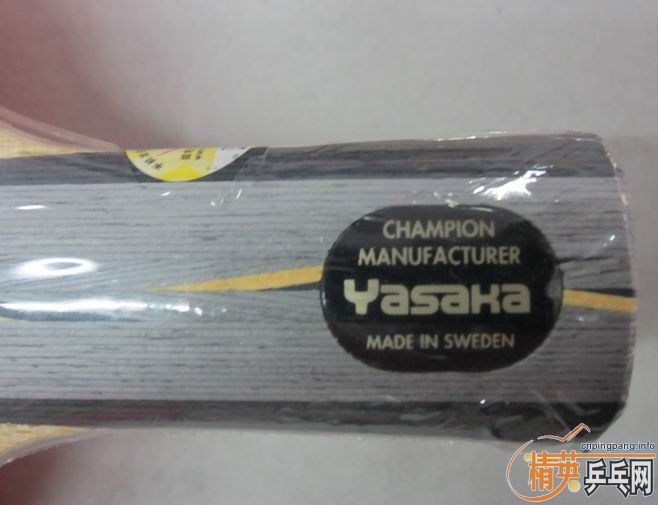 CHAMPION
MANUFACTURER
Yasaka
MADE IN SWEDEN
cnpingpang.info
精英乒乓网